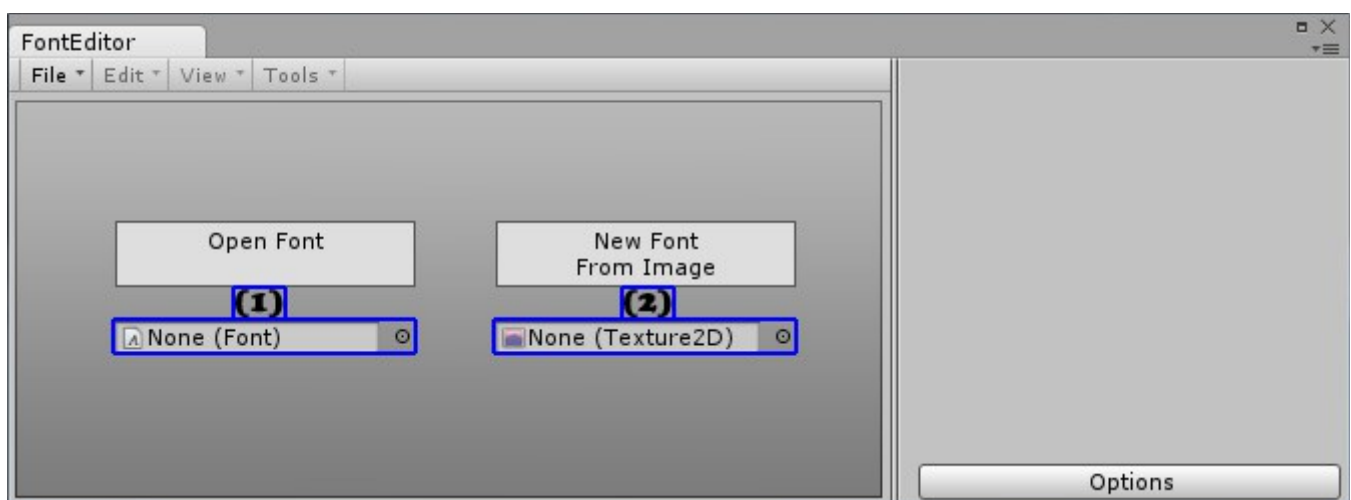 FontEditor
File Edit View Tools
Open Font
New Font
From Image
(1)
(2)
None (Font)
None (Texture2D)
Options